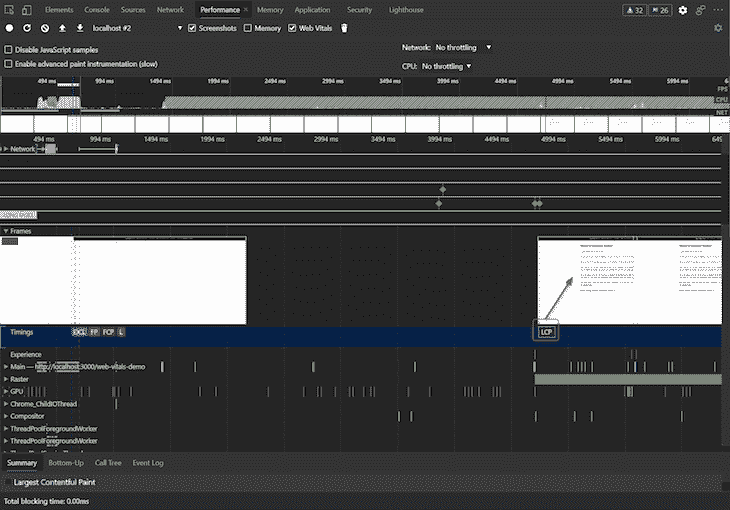 Elements Console Sources Network Performance × Memory Application Security Lighthouse 32 26
localhost #2 Screenshots Memory Web Vitals
Disable JavaScript samples Network: No throttling
Enable advanced paint instrumentation (slow) CPU: No throttling
494 ms 994 ms 1494 ms 1994 ms 2494 ms 2994 ms 3494 ms 3994 ms 4494 ms 4994 ms 5494 ms 5994 ms
FPS
CPU
NET
494 ms 994 ms 1494 ms 1994 ms 2494 ms 2994 ms 3494 ms 3994 ms 4494 ms 4994 ms 5494 ms 5994 ms
Network
Frames
Timings DCL FP FCP L LCP
Experience
Main — http://localhost:3000/web-vitals-demo
Raster
GPU
Chrome_ChildIOThread
Compositor
ThreadPoolForegroundWorker
ThreadPoolForegroundWorker
Summary Bottom-Up Call Tree Event Log
Largest Contentful Paint
Total blocking time: 0.00ms